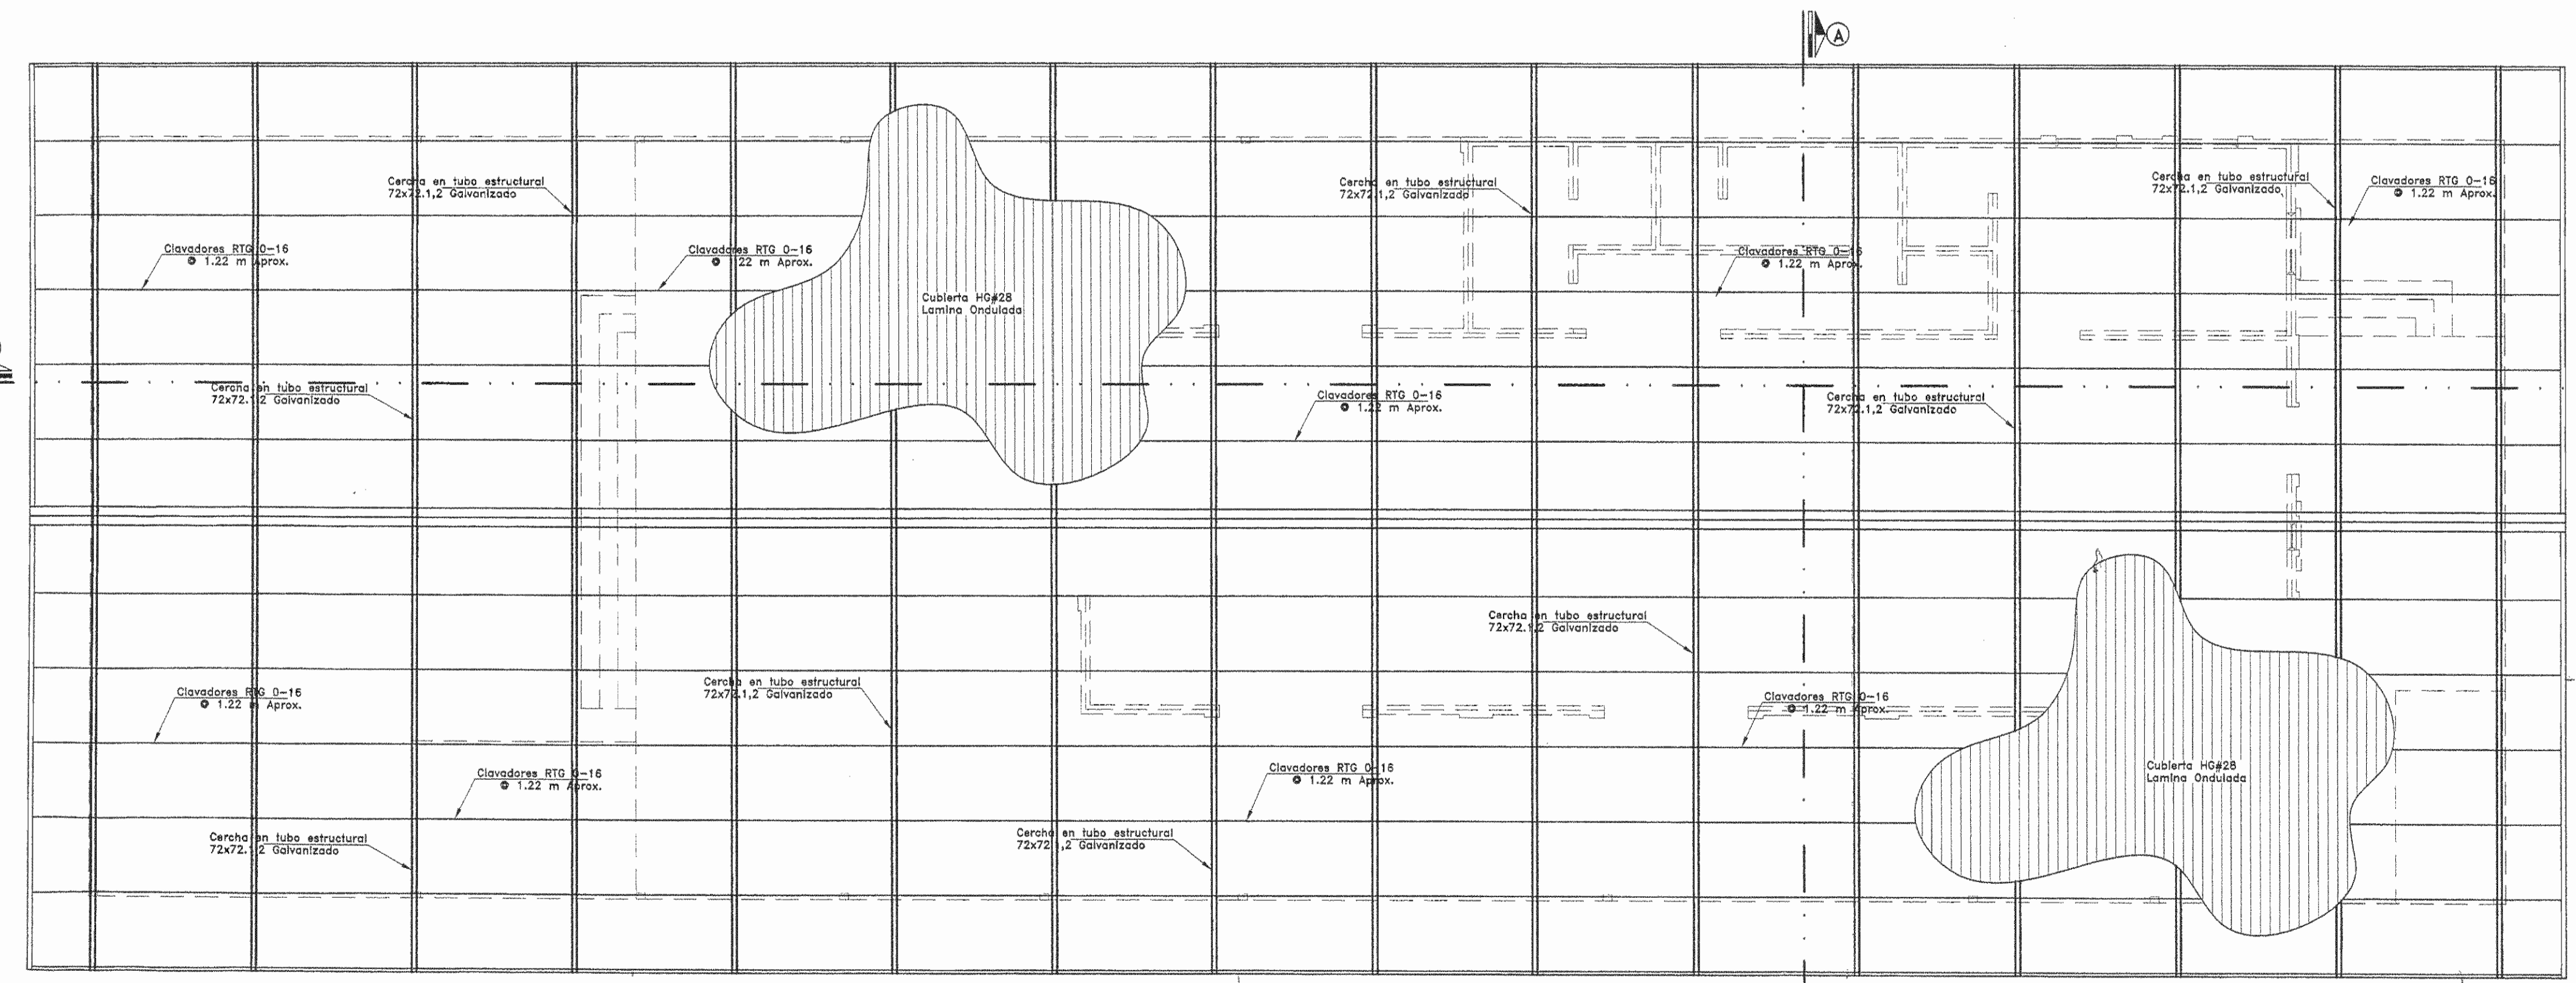 A
Cercha en tubo estructural
72x72.1,2 Galvanizado
Cercha en tubo estructural
72x72.1,2 Galvanizado
Cercha en tubo estructural
72x72.1,2 Galvanizado
Clavadores RTG 0-16
@ 1.22 m Aprox.
Clavadores RTG 0-16
@ 1.22 m Aprox.
Clavadores RTG 0-16
@ 1.22 m Aprox.
Clavadores RTG 0-16
@ 1.22 m Aprox.
Cubierta HG#28
Lamina Ondulada
Cercha en tubo estructural
72x72.1,2 Galvanizado
Clavadores RTG 0-16
@ 1.22 m Aprox.
Cercha en tubo estructural
72x72.1,2 Galvanizado
Cercha en tubo estructural
72x72.1,2 Galvanizado
Clavadores RTG 0-16
@ 1.22 m Aprox.
Cercha en tubo estructural
72x72.1,2 Galvanizado
Clavadores RTG 0-16
@ 1.22 m Aprox.
Clavadores RTG 0-16
@ 1.22 m Aprox.
Clavadores RTG 0-16
@ 1.22 m Aprox.
Cubierta HG#28
Lamina Ondulada
Cercha en tubo estructural
72x72.1,2 Galvanizado
Cercha en tubo estructural
72x72.1,2 Galvanizado